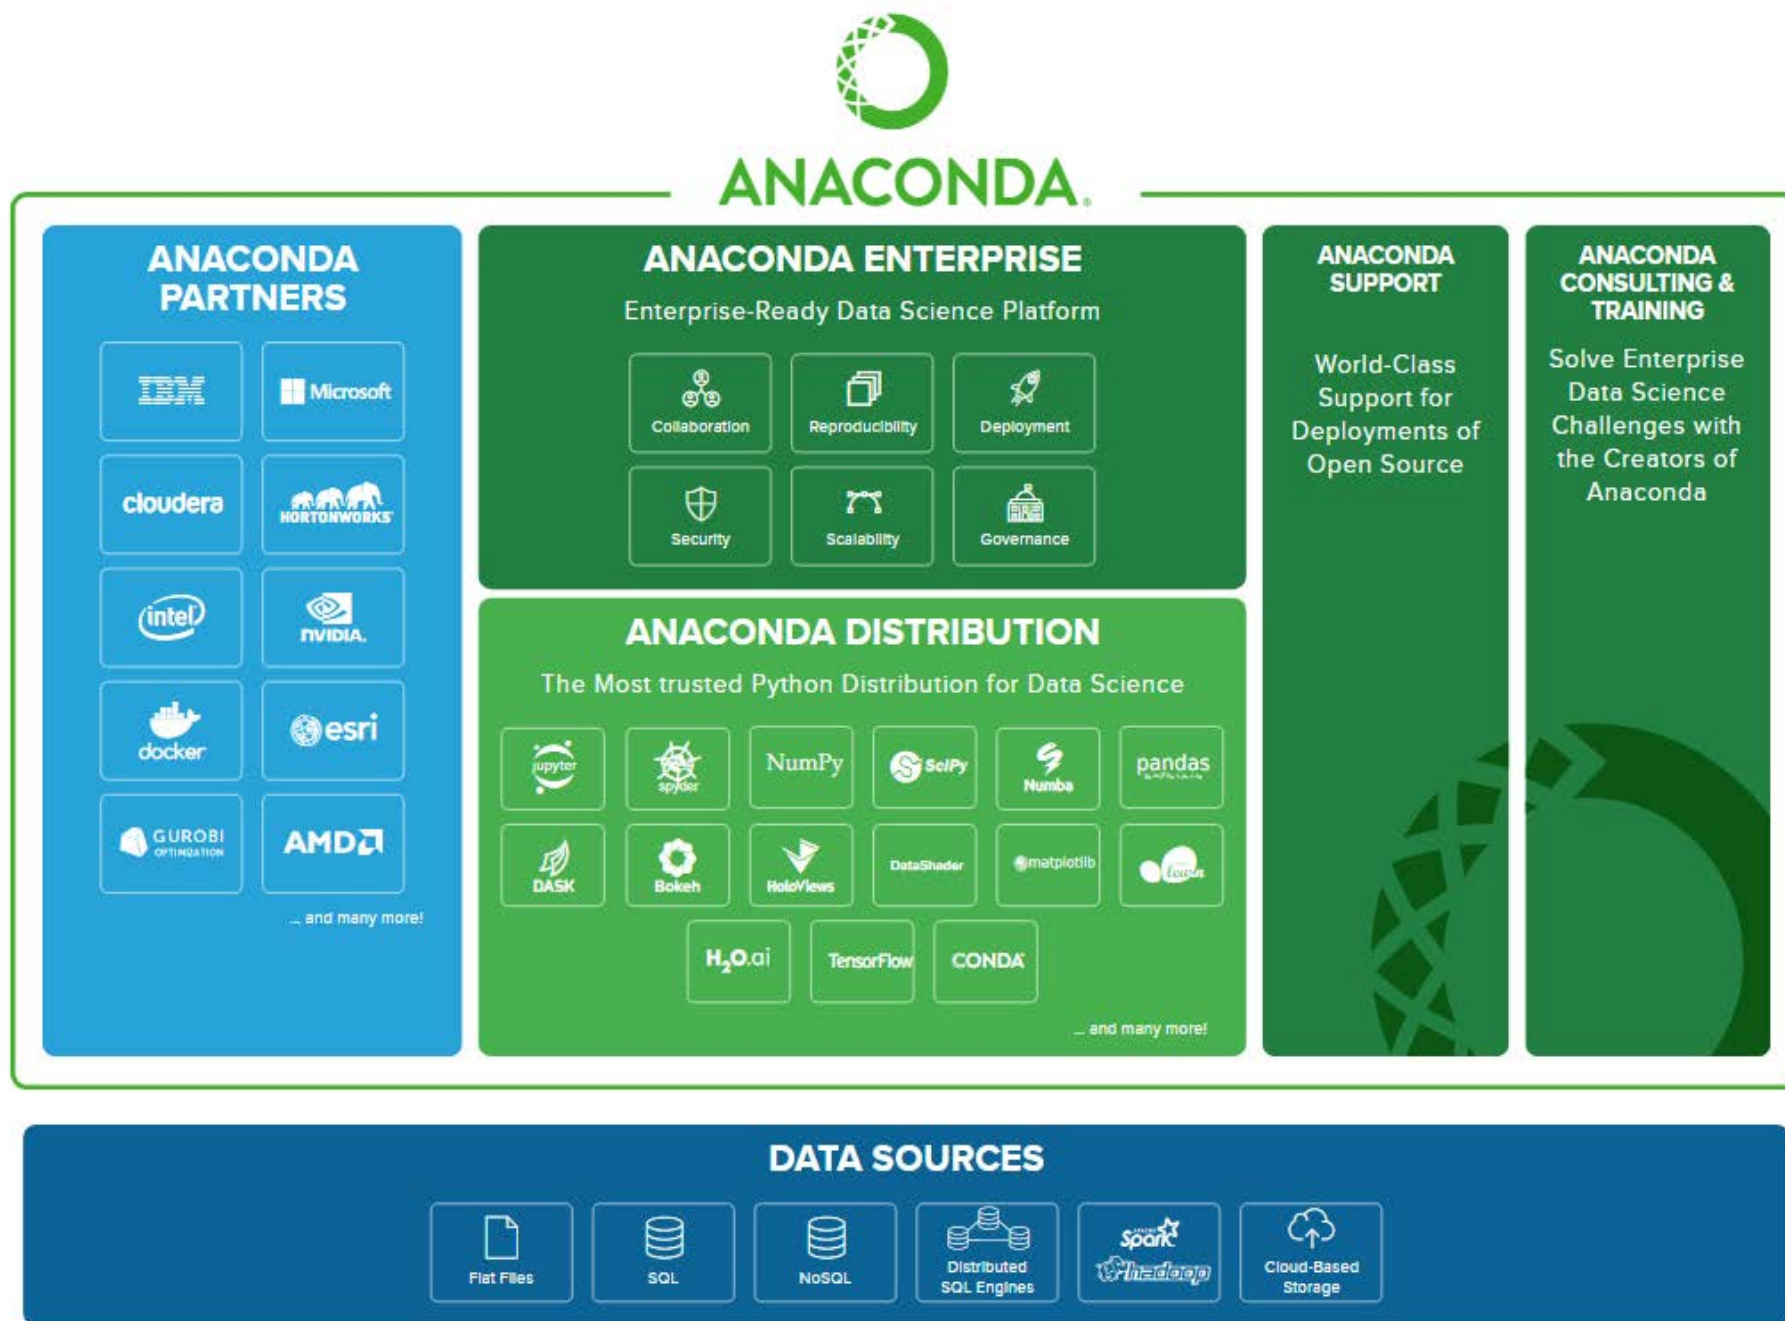 ANACONDA®
ANACONDA
PARTNERS
IBM
Microsoft
cloudera
HORTONWORKS
intel
NVIDIA.
docker
esri
GUROBI
OPTIMIZATION
AMD
... and many more!
ANACONDA ENTERPRISE
Enterprise-Ready Data Science Platform
Collaboration
Reproducibility
Deployment
Security
Scalability
Governance
ANACONDA DISTRIBUTION
The Most trusted Python Distribution for Data Science
jupyter
spyder
NumPy
SciPy
Numba
pandas
DASK
Bokeh
HoloViews
DataShader
matplotlib
learn
H2O.ai
TensorFlow
CONDA
... and many more!
ANACONDA
SUPPORT
World-Class
Support for
Deployments of
Open Source
ANACONDA
CONSULTING &
TRAINING
Solve Enterprise
Data Science
Challenges with
the Creators of
Anaconda
DATA SOURCES
Flat Files
SQL
NoSQL
Distributed
SQL Engines
APACHE
Spark
hadoop
Cloud-Based
Storage